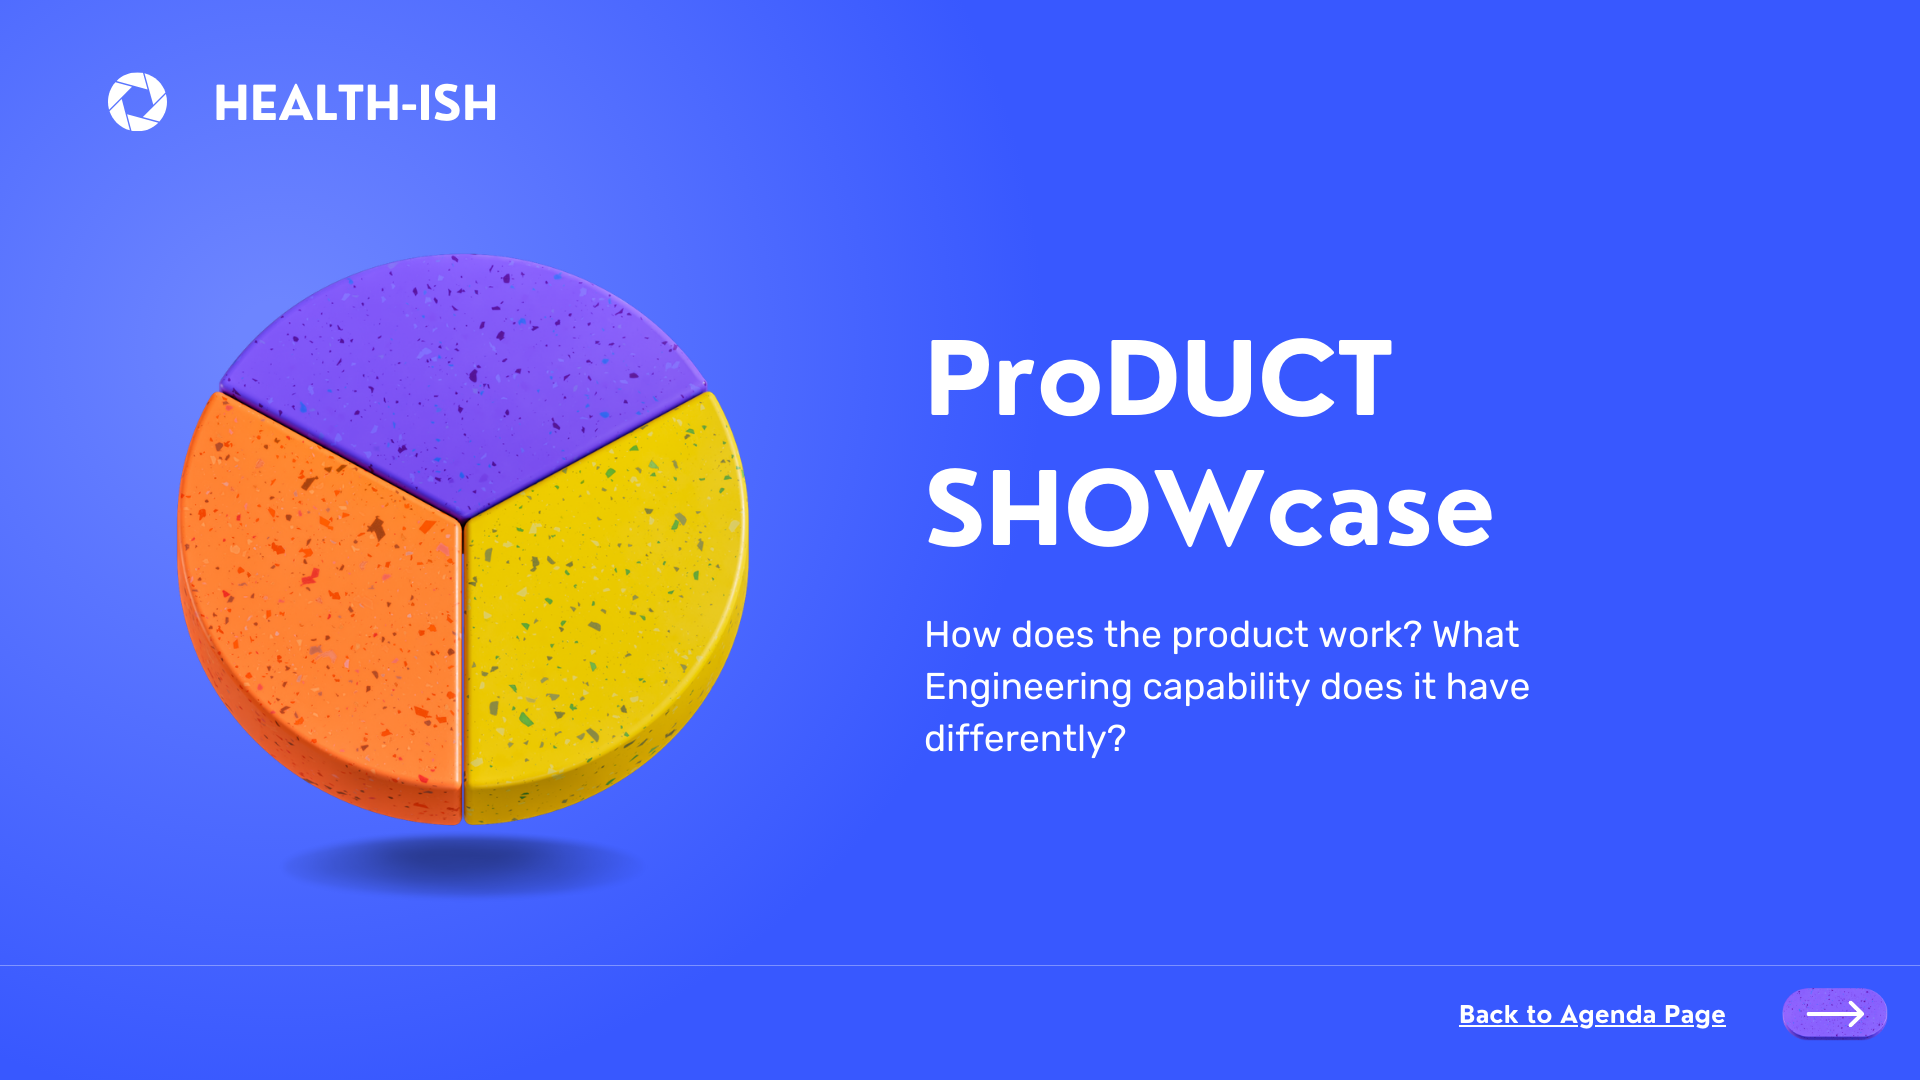 HEALTH-ISH
ProDUCT
SHOWcase
How does the product work? What
Engineering capability does it have
differently?
Back to Agenda Page